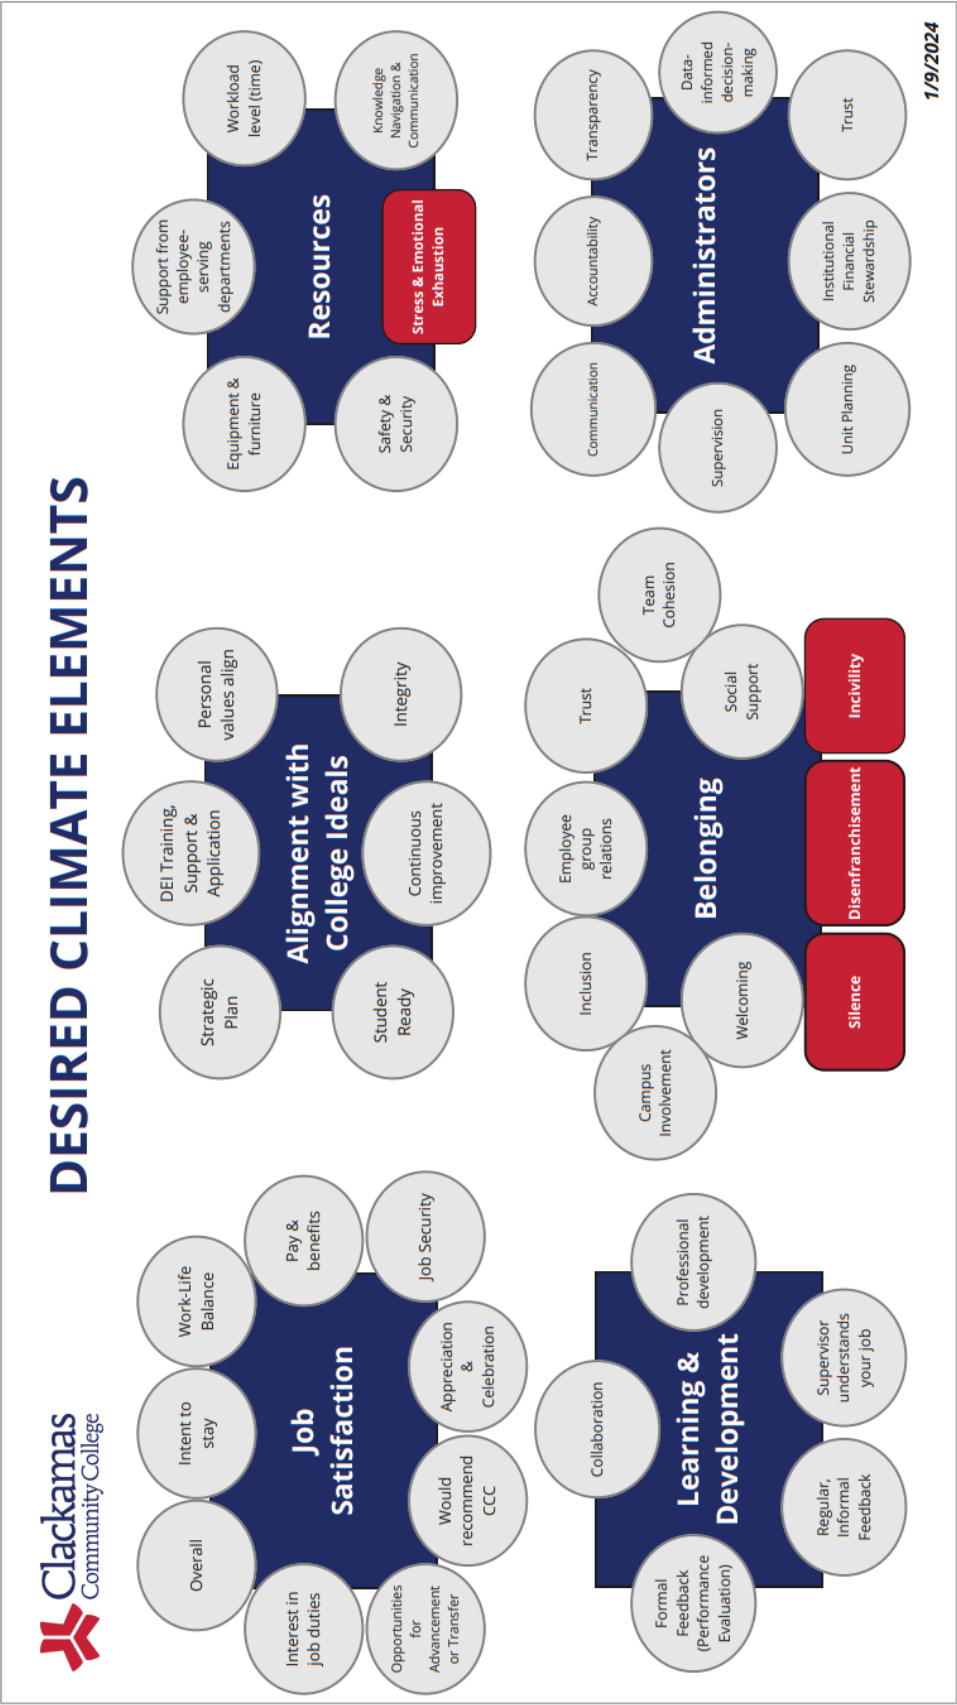 Clackamas
Community College
DESIRED CLIMATE ELEMENTS
Job
Satisfaction
Overall
Intent to
stay
Work-Life
Balance
Pay &
benefits
Job Security
Appreciation
&
Celebration
Would
recommend
CCC
Opportunities
for
Advancement
or Transfer
Interest in
job duties
Alignment with
College Ideals
Strategic
Plan
DEI Training,
Support &
Application
Personal
values align
Integrity
Continuous
improvement
Student
Ready
Resources
Equipment &
furniture
Support from
employee-
serving
departments
Workload
level (time)
Knowledge
Navigation &
Communication
Stress & Emotional
Exhaustion
Safety &
Security
Learning &
Development
Formal
Feedback
(Performance
Evaluation)
Collaboration
Professional
development
Supervisor
understands
your job
Regular,
Informal
Feedback
Belonging
Campus
Involvement
Inclusion
Employee
group
relations
Trust
Team
Cohesion
Social
Support
Welcoming
Silence
Disenfranchisement
Incivility
Administrators
Supervision
Communication
Accountability
Transparency
Data-
informed
decision-
making
Trust
Institutional
Financial
Stewardship
Unit Planning
1/9/2024